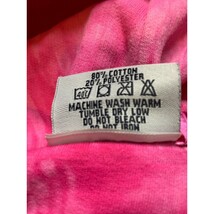 80% COTTON
20% POLYESTER
MACHINE WASH WARM
TUMBLE DRY LOW
DO NOT BLEACH
DO NOT IRON